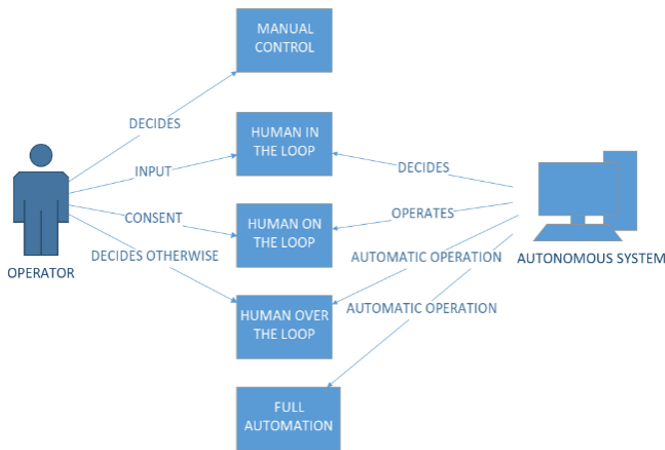 MANUAL
CONTROL
DECIDES
HUMAN IN
THE LOOP
INPUT
DECIDES
CONSENT
HUMAN ON
THE LOOP
OPERATES
DECIDES OTHERWISE
AUTOMATIC OPERATION
OPERATOR
AUTONOMOUS SYSTEM
HUMAN OVER
THE LOOP
AUTOMATIC OPERATION
FULL
AUTOMATION